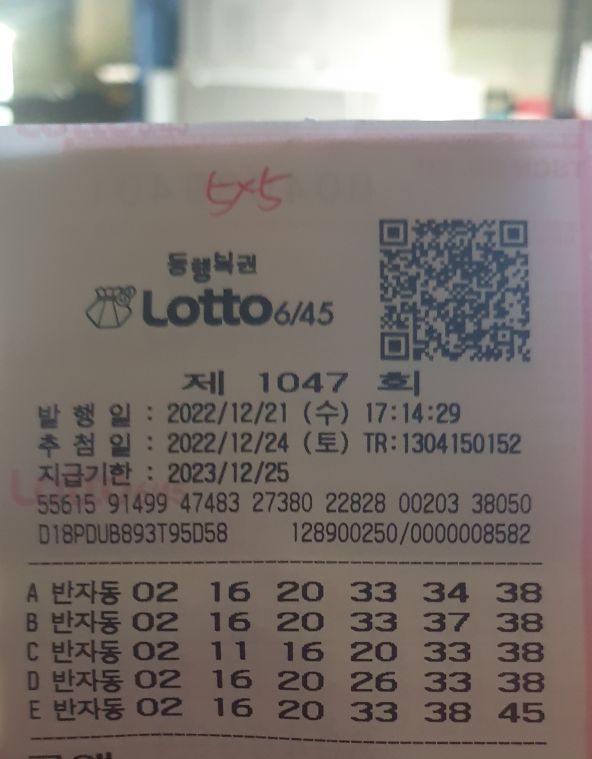 5×5
동행복권
Lotto 6/45
제 1047 회
발 행 일 : 2022/12/21 (수) 17:14:29
추 첨 일 : 2022/12/24 (토) TR:1304150152
지급기한 : 2023/12/25
55615 91499 47483 27380 22828 00203 38050
D18PDUB893T95D58 128900250/0000008582
A 반자동 02 16 20 33 34 38
B 반자동 02 16 20 33 37 38
C 반자동 02 11 16 20 33 38
D 반자동 02 16 20 26 33 38
E 반자동 02 16 20 33 38 45